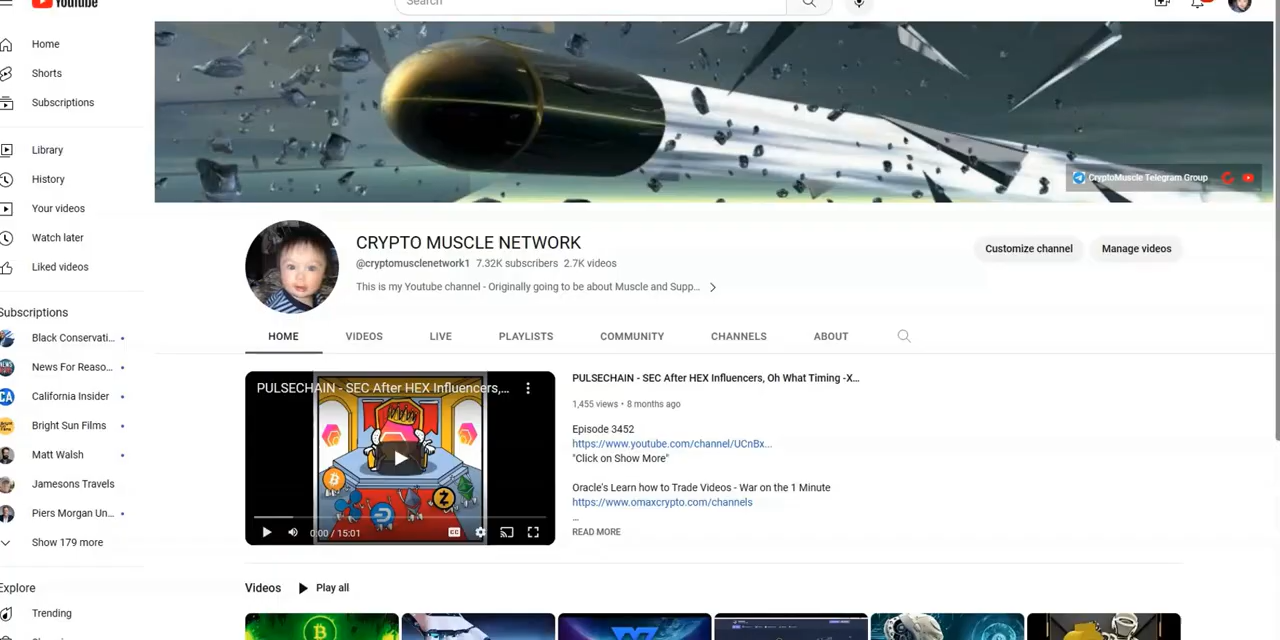 YouTube
Search
Home
Shorts
Subscriptions
Library
History
Your videos
Watch later
Liked videos
Subscriptions
Black Conservati...
News For Reaso...
California Insider
Bright Sun Films
Matt Walsh
Jamesons Travels
Piers Morgan Un...
Show 179 more
Explore
Trending
CryptoMuscle Telegram Group
CRYPTO MUSCLE NETWORK
@cryptomusclenetwork1 7.32K subscribers 2.7K videos
This is my Youtube channel - Originally going to be about Muscle and Supp...
Customize channel
Manage videos
HOME VIDEOS LIVE PLAYLISTS COMMUNITY CHANNELS ABOUT
PULSECHAIN - SEC After HEX Influencers,...
0:00 / 15:01
CC
PULSECHAIN - SEC After HEX Influencers, Oh What Timing -X...
1,455 views • 8 months ago
Episode 3452
https://www.youtube.com/channel/UCnBx...
"Click on Show More"
Oracle's Learn how to Trade Videos - War on the 1 Minute
https://www.omaxcrypto.com/channels
...
READ MORE
Videos
Play all